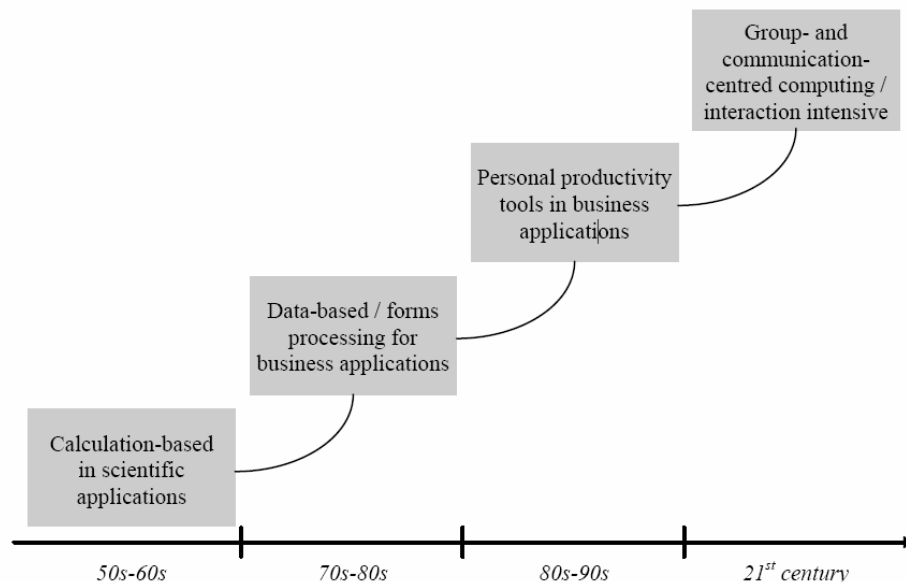 Group- and
communication-
centred computing /
interaction intensive
Personal productivity
tools in business
applications
Data-based / forms
processing for
business applications
Calculation-based
in scientific
applications
50s-60s
70s-80s
80s-90s
21st century